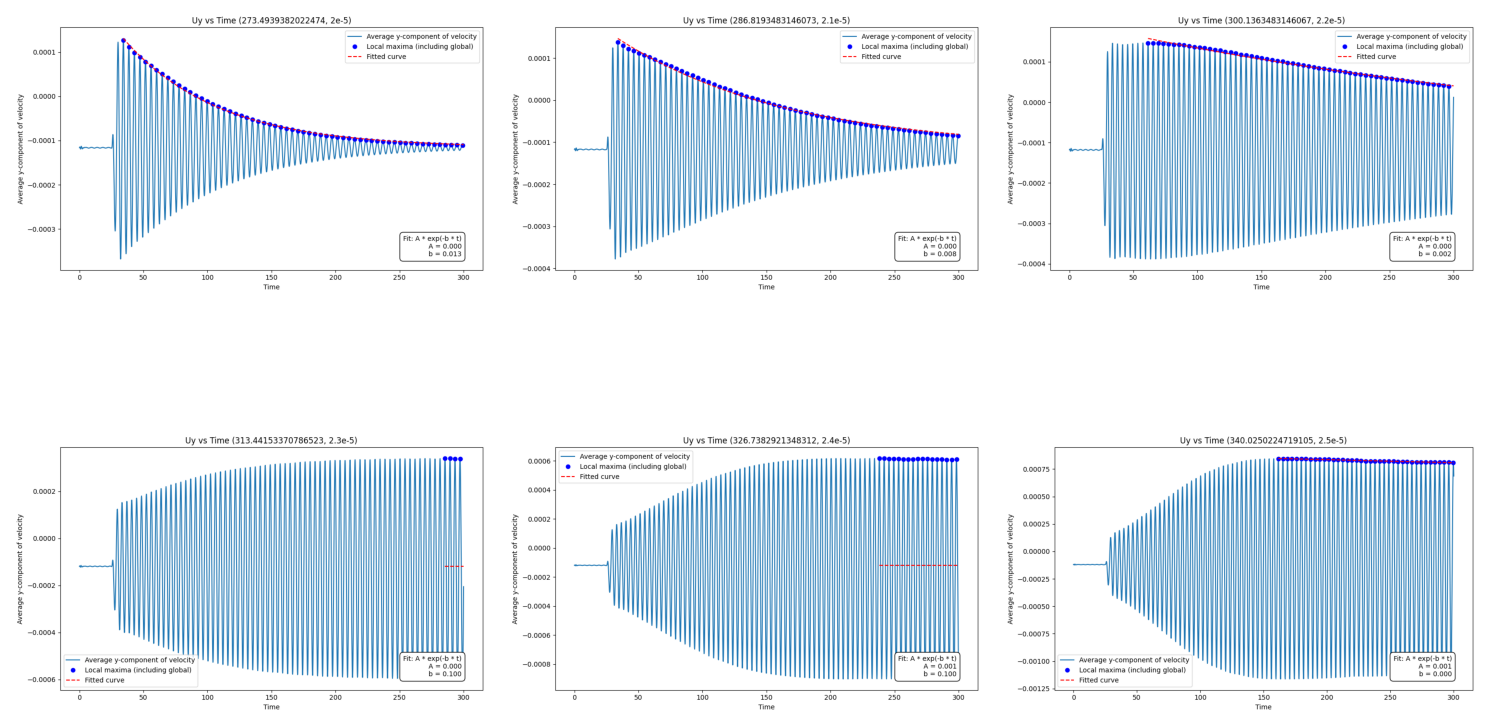 Uy vs Time (273.4939382022474, 2e-5)
Average y-component of velocity
Local maxima (including global)
Fitted curve
0.0001
0.0000
−0.0001
−0.0002
−0.0003
Average y-component of velocity
Fit: A * exp(-b * t)
A = 0.000
b = 0.013
0 50 100 150 200 250 300
Time
Uy vs Time (286.8193483146073, 2.1e-5)
Average y-component of velocity
Local maxima (including global)
Fitted curve
0.0001
0.0000
−0.0001
−0.0002
−0.0003
−0.0004
Average y-component of velocity
Fit: A * exp(-b * t)
A = 0.000
b = 0.008
0 50 100 150 200 250 300
Time
Uy vs Time (300.1363483146067, 2.2e-5)
Average y-component of velocity
Local maxima (including global)
Fitted curve
0.0001
0.0000
−0.0001
−0.0002
−0.0003
−0.0004
Average y-component of velocity
Fit: A * exp(-b * t)
A = 0.000
b = 0.002
0 50 100 150 200 250 300
Time
Uy vs Time (313.44153370786523, 2.3e-5)
0.0002
0.0000
−0.0002
−0.0004
−0.0006
Average y-component of velocity
Average y-component of velocity
Local maxima (including global)
Fitted curve
Fit: A * exp(-b * t)
A = 0.000
b = 0.100
0 50 100 150 200 250 300
Time
Uy vs Time (326.7382921348312, 2.4e-5)
Average y-component of velocity
Local maxima (including global)
Fitted curve
0.0006
0.0004
0.0002
0.0000
−0.0002
−0.0004
−0.0006
−0.0008
Average y-component of velocity
Fit: A * exp(-b * t)
A = 0.001
b = 0.100
0 50 100 150 200 250 300
Time
Uy vs Time (340.0250224719105, 2.5e-5)
0.00075
0.00050
0.00025
0.00000
−0.00025
−0.00050
−0.00075
−0.00100
−0.00125
Average y-component of velocity
Average y-component of velocity
Local maxima (including global)
Fitted curve
Fit: A * exp(-b * t)
A = 0.001
b = 0.000
0 50 100 150 200 250 300
Time